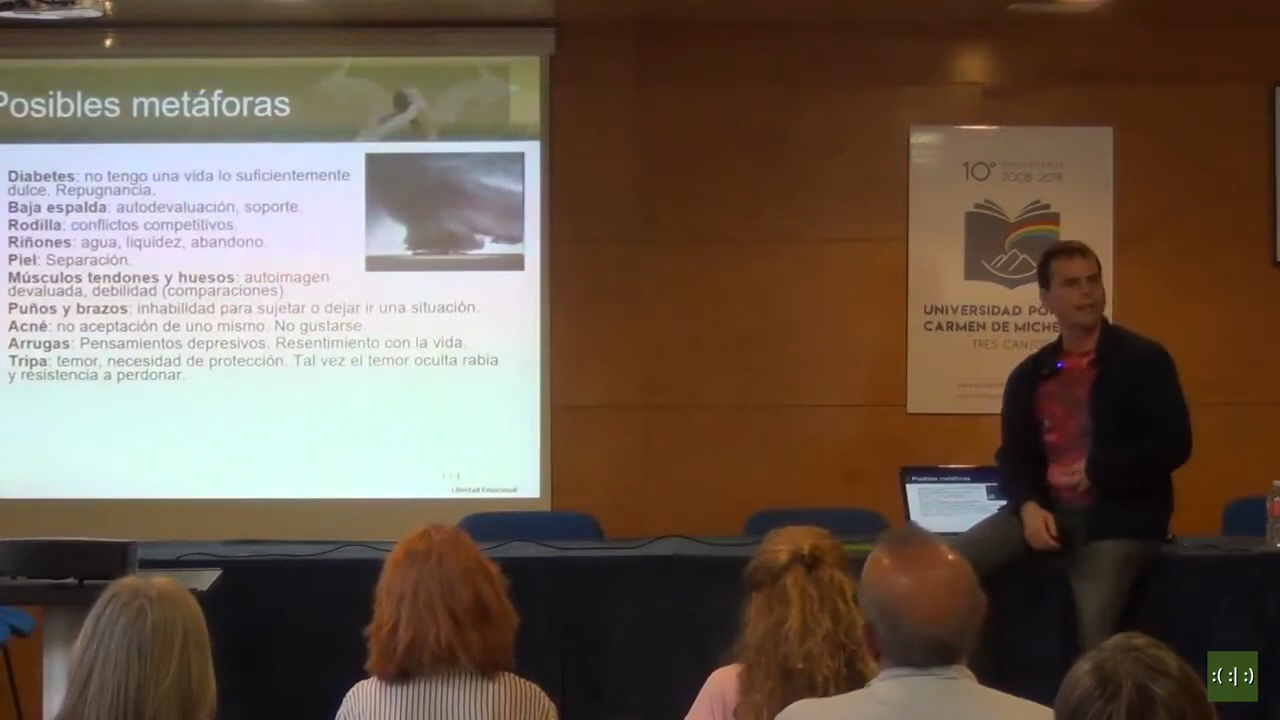 Posibles metáforas
Diabetes: no tengo una vida lo suficientemente
dulce. Repugnancia.
Baja espalda: autodevaluación, soporte.
Rodilla: conflictos competitivos.
Riñones: agua, liquidez, abandono.
Piel: Separación.
Músculos tendones y huesos: autoimagen
devaluada, debilidad (comparaciones)
Puños y brazos: inhabilidad para sujetar o dejar ir una situación.
Acné: no aceptación de uno mismo. No gustarse.
Arrugas: Pensamientos depresivos. Resentimiento con la vida.
Tripa: temor, necesidad de protección. Tal vez el temor oculta rabia
y resistencia a perdonar.
Libertad Emocional
10º
2008-2018
UNIVERSIDAD PO
CARMEN DE MICHE
TRES CANTOS
Posibles metáforas
:( :| :)